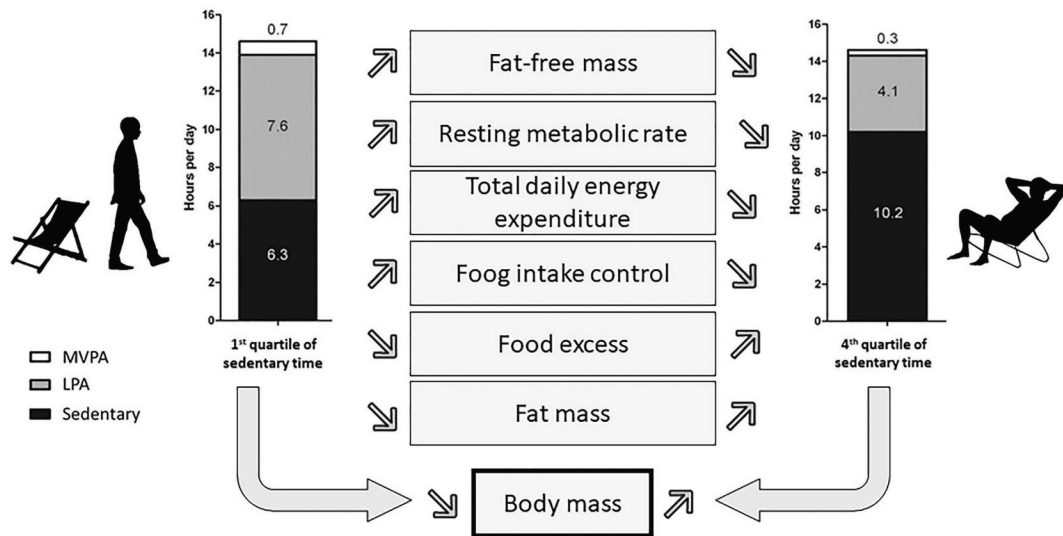 16
14
12
10
8
6
4
2
0
Hours per day
0.7
7.6
6.3
1st quartile of
sedentary time
MVPA
LPA
Sedentary
Fat-free mass
Resting metabolic rate
Total daily energy
expenditure
Foog intake control
Food excess
Fat mass
Body mass
16
14
12
10
8
6
4
2
0
Hours per day
0.3
4.1
10.2
4th quartile of
sedentary time